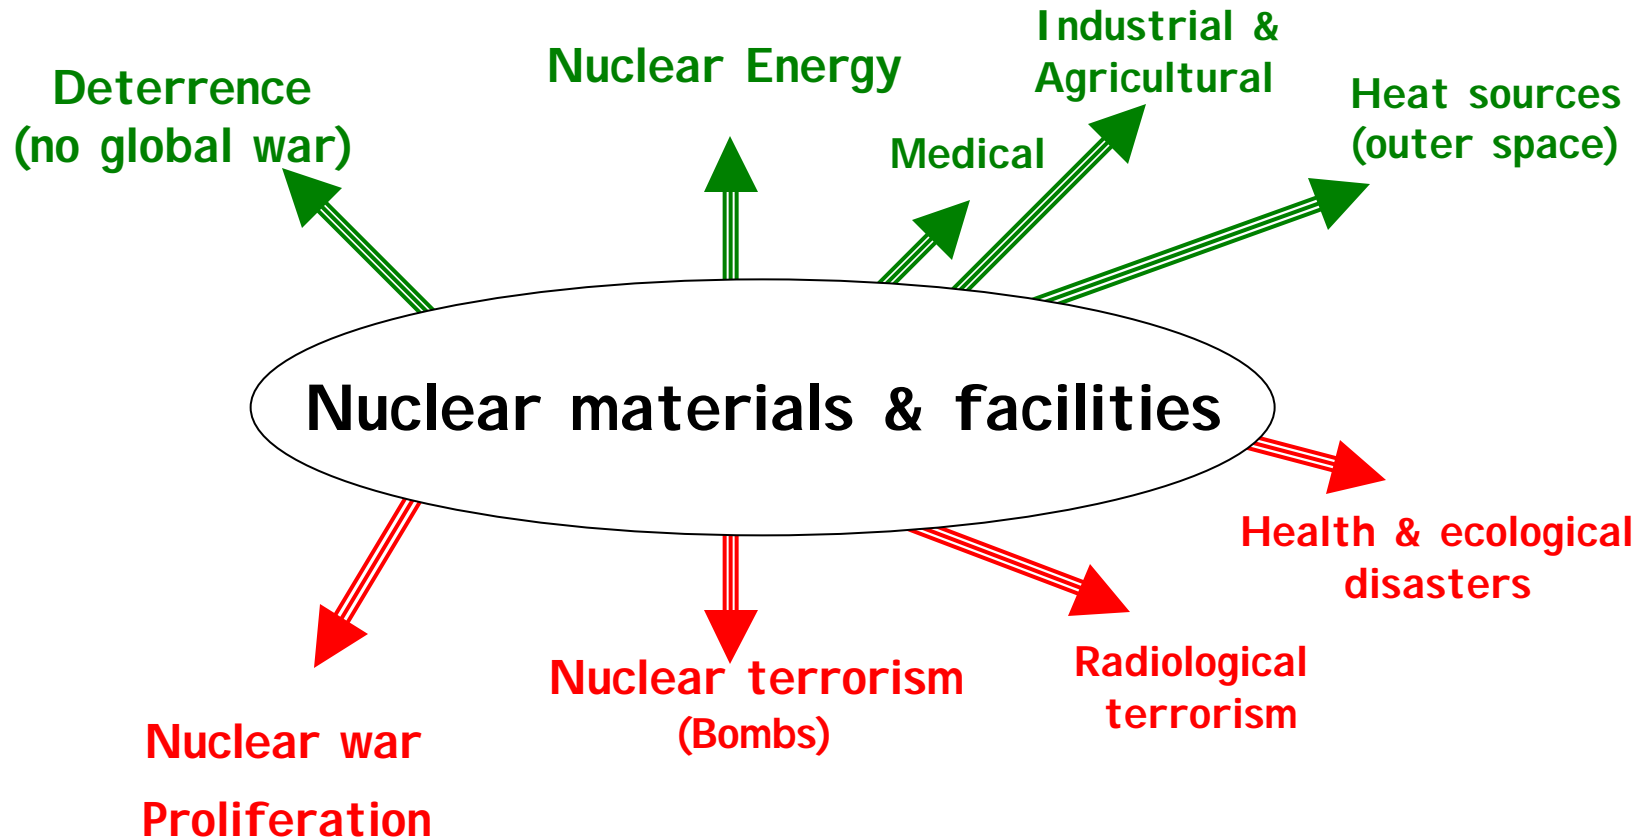 Deterrence
(no global war)
Nuclear Energy
Medical
Industrial &
Agricultural
Heat sources
(outer space)
Nuclear materials & facilities
Health & ecological
disasters
Radiological
terrorism
Nuclear terrorism
(Bombs)
Nuclear war
Proliferation